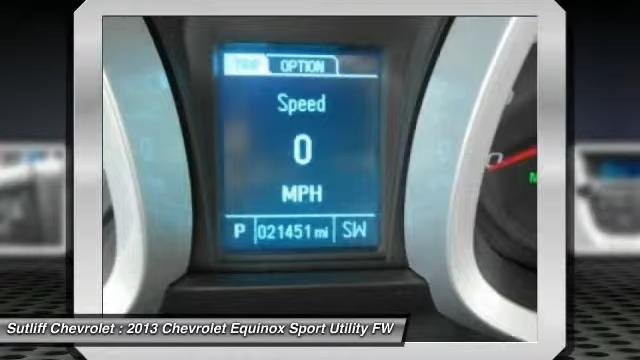 TRIP OPTION
Speed
0
MPH
P 021451 mi SW
Sutliff Chevrolet : 2013 Chevrolet Equinox Sport Utility FW